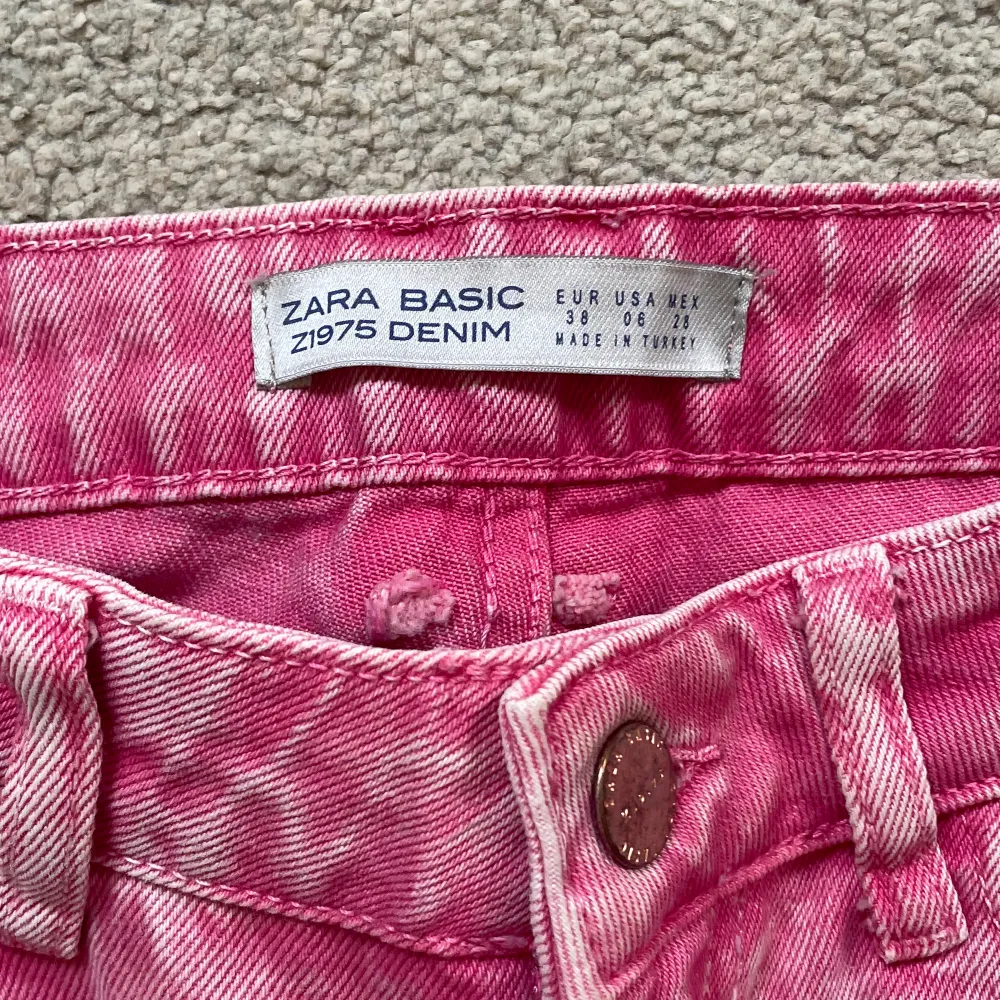 ZARA BASIC
Z1975 DENIM
EUR USA MEX
38 06 28
MADE IN TURKEY